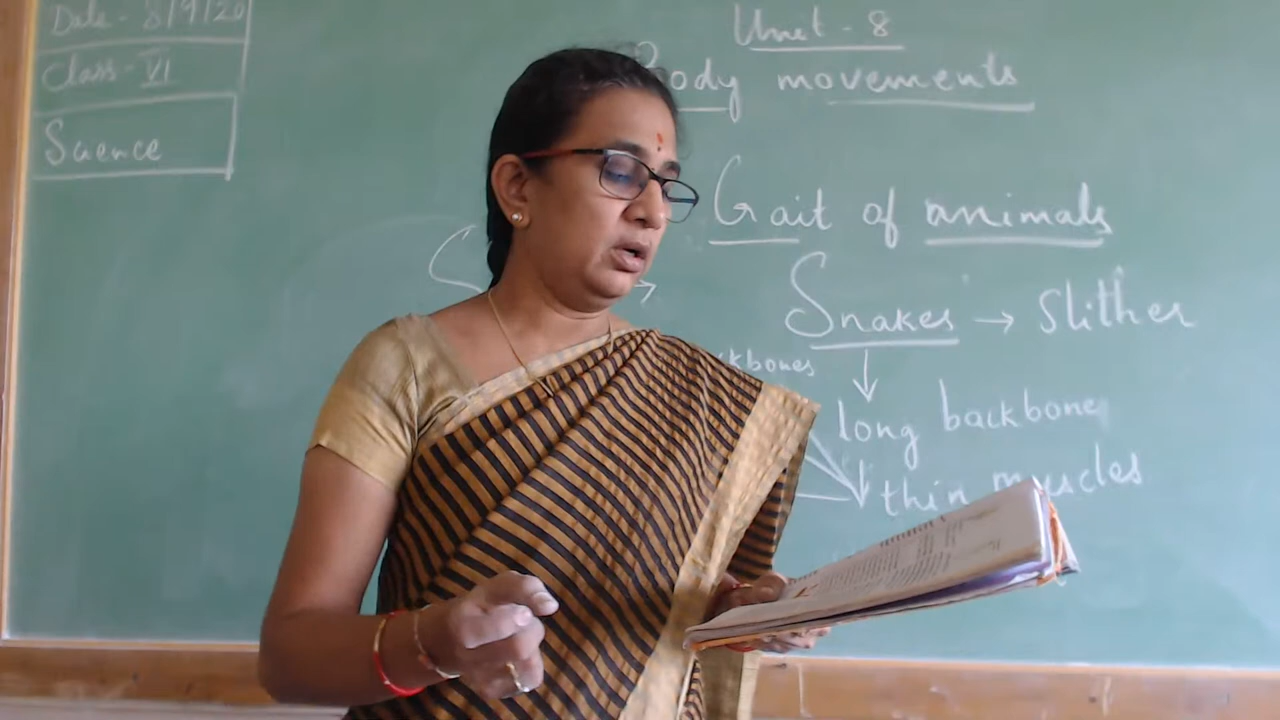 Date - 8/9/20
Class - VI
Science
Unit - 8
Body movements
Gait of animals
Snakes → Slither
long backbone
thin muscles